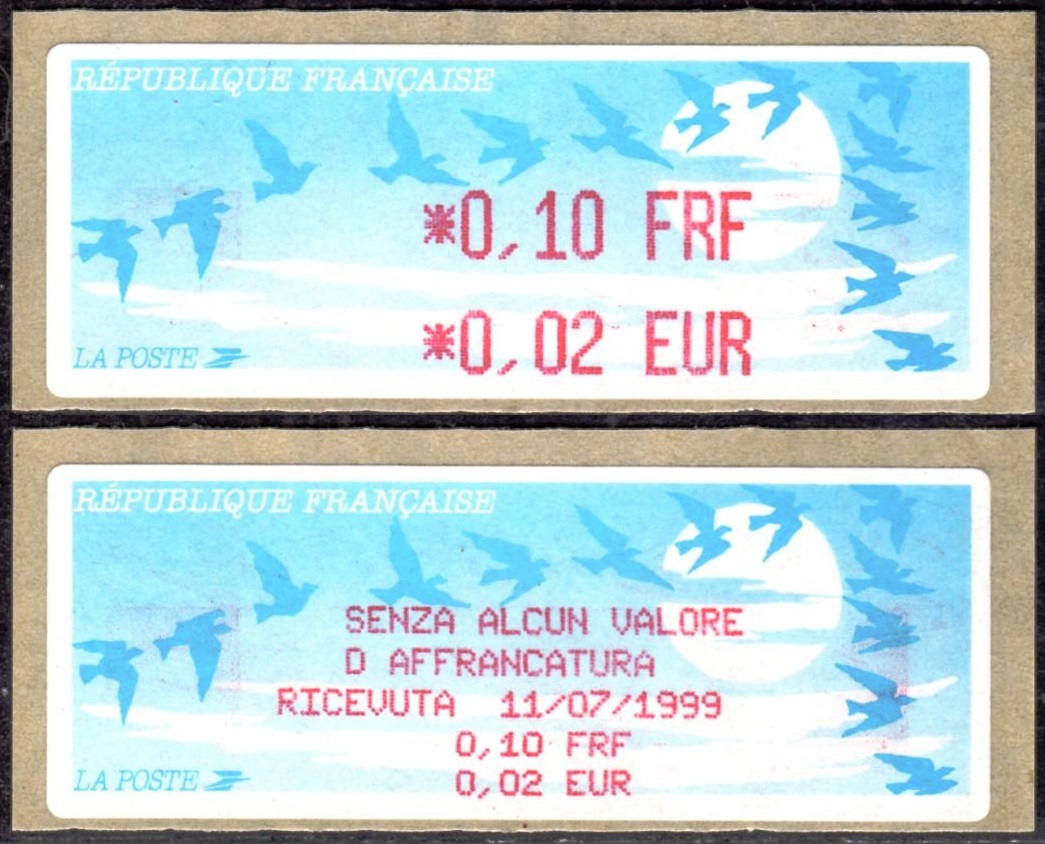 RÉPUBLIQUE FRANÇAISE
*0,10 FRF
*0,02 EUR
LA POSTE
RÉPUBLIQUE FRANÇAISE
SENZA ALCUN VALORE
D AFFRANCATURA
RICEVUTA 11/07/1999
0,10 FRF
0,02 EUR
LA POSTE